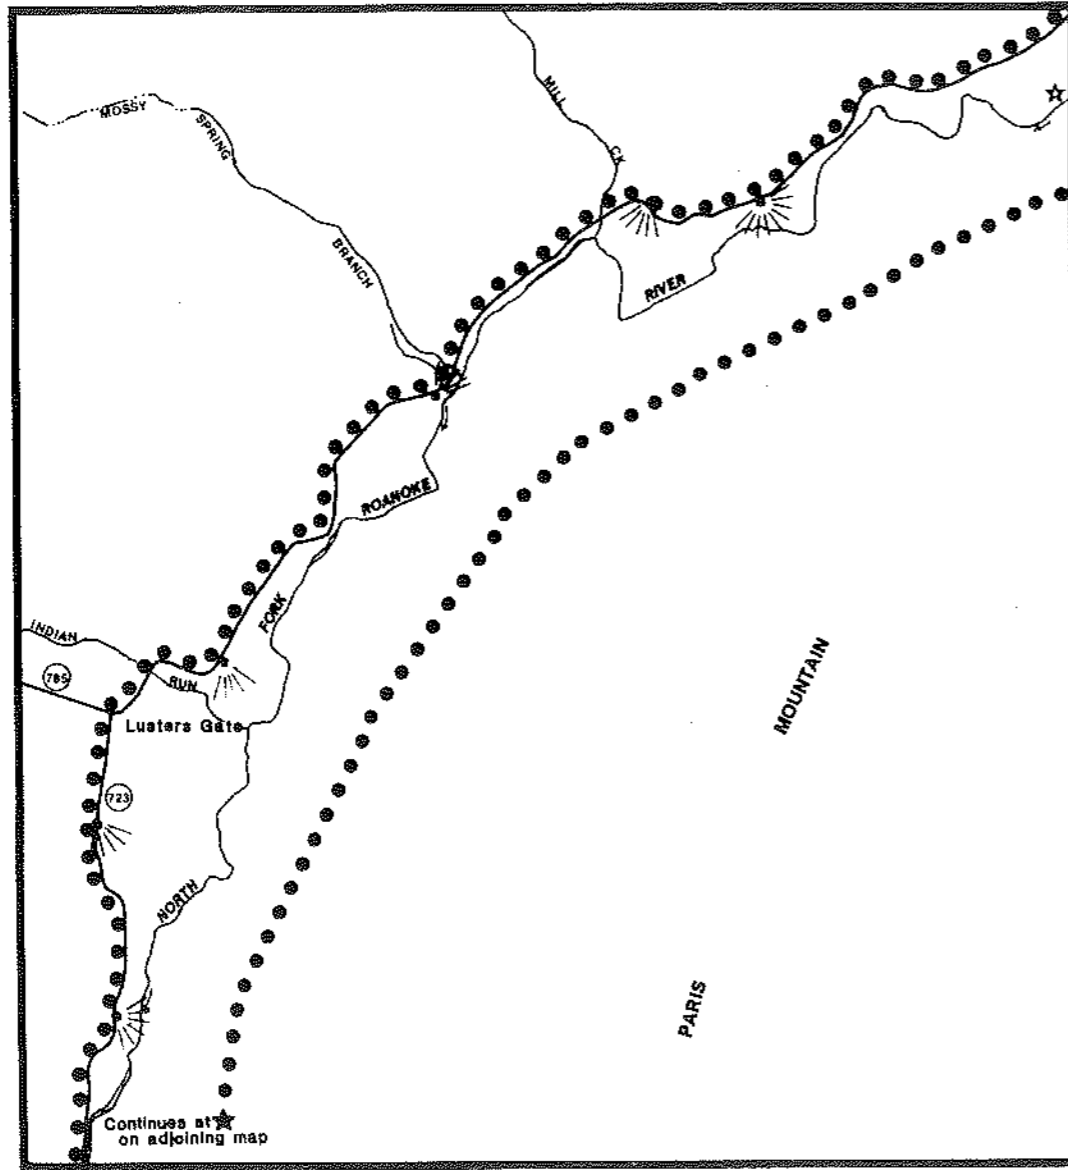 MOSSY
SPRING
BRANCH
MILL
CK
RIVER
ROANOKE
FORK
INDIAN
RUN
785
Lusters Gate
723
NORTH
MOUNTAIN
PARIS
Continues at
on adjoining map